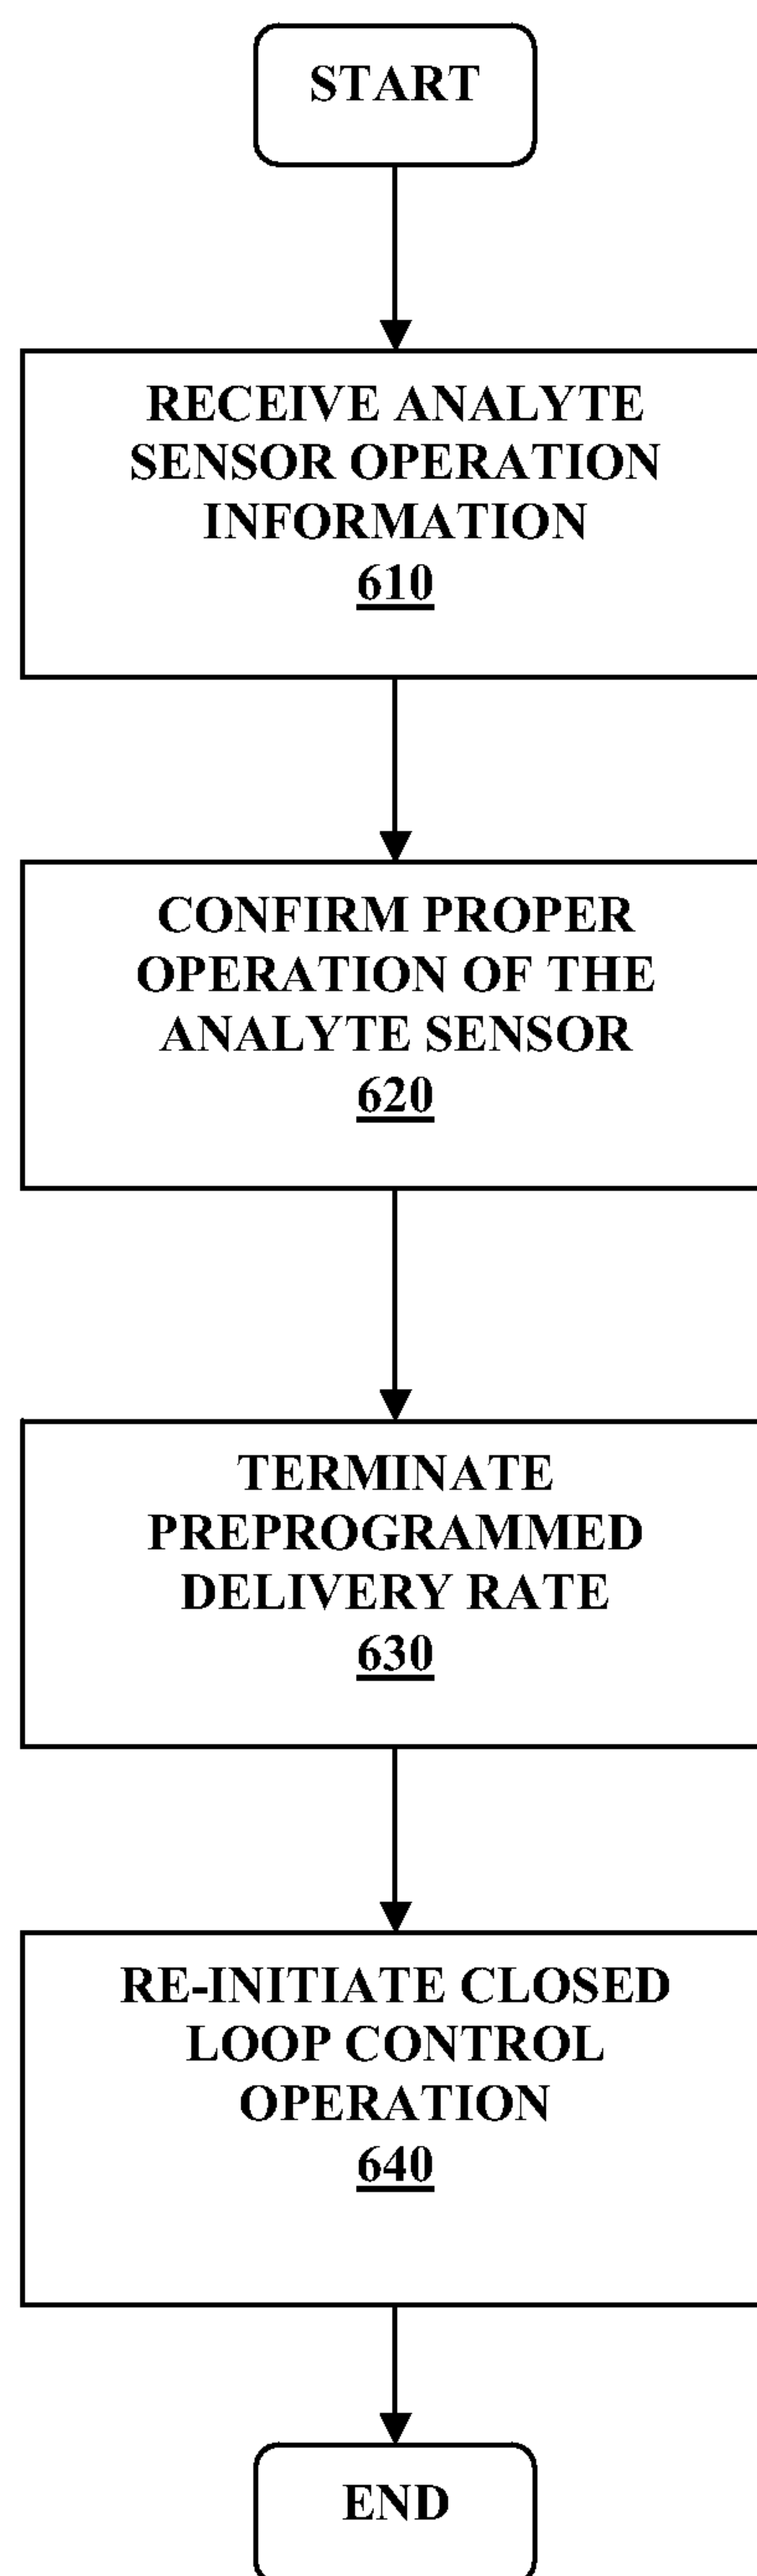 START
RECEIVE ANALYTE
SENSOR OPERATION
INFORMATION
610
CONFIRM PROPER
OPERATION OF THE
ANALYTE SENSOR
620
TERMINATE
PREPROGRAMMED
DELIVERY RATE
630
RE-INITIATE CLOSED
LOOP CONTROL
OPERATION
640
END